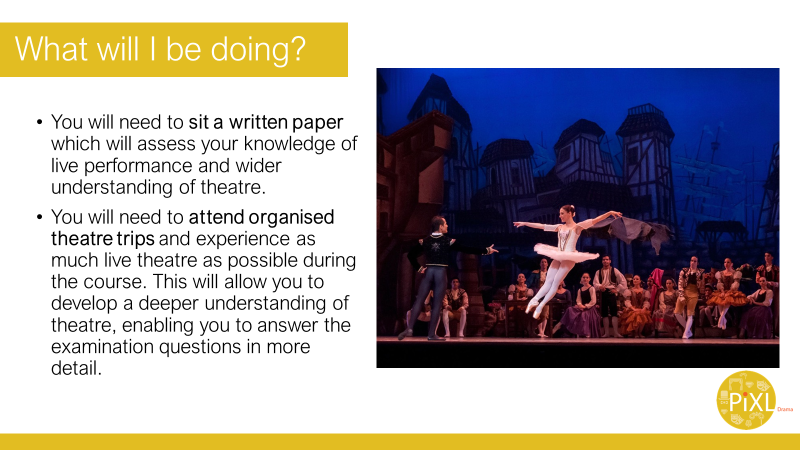 What will I be doing?
• You will need to sit a written paper
which will assess your knowledge of
live performance and wider
understanding of theatre.
• You will need to attend organised
theatre trips and experience as
much live theatre as possible during
the course. This will allow you to
develop a deeper understanding of
theatre, enabling you to answer the
examination questions in more
detail.
PiXL
Drama